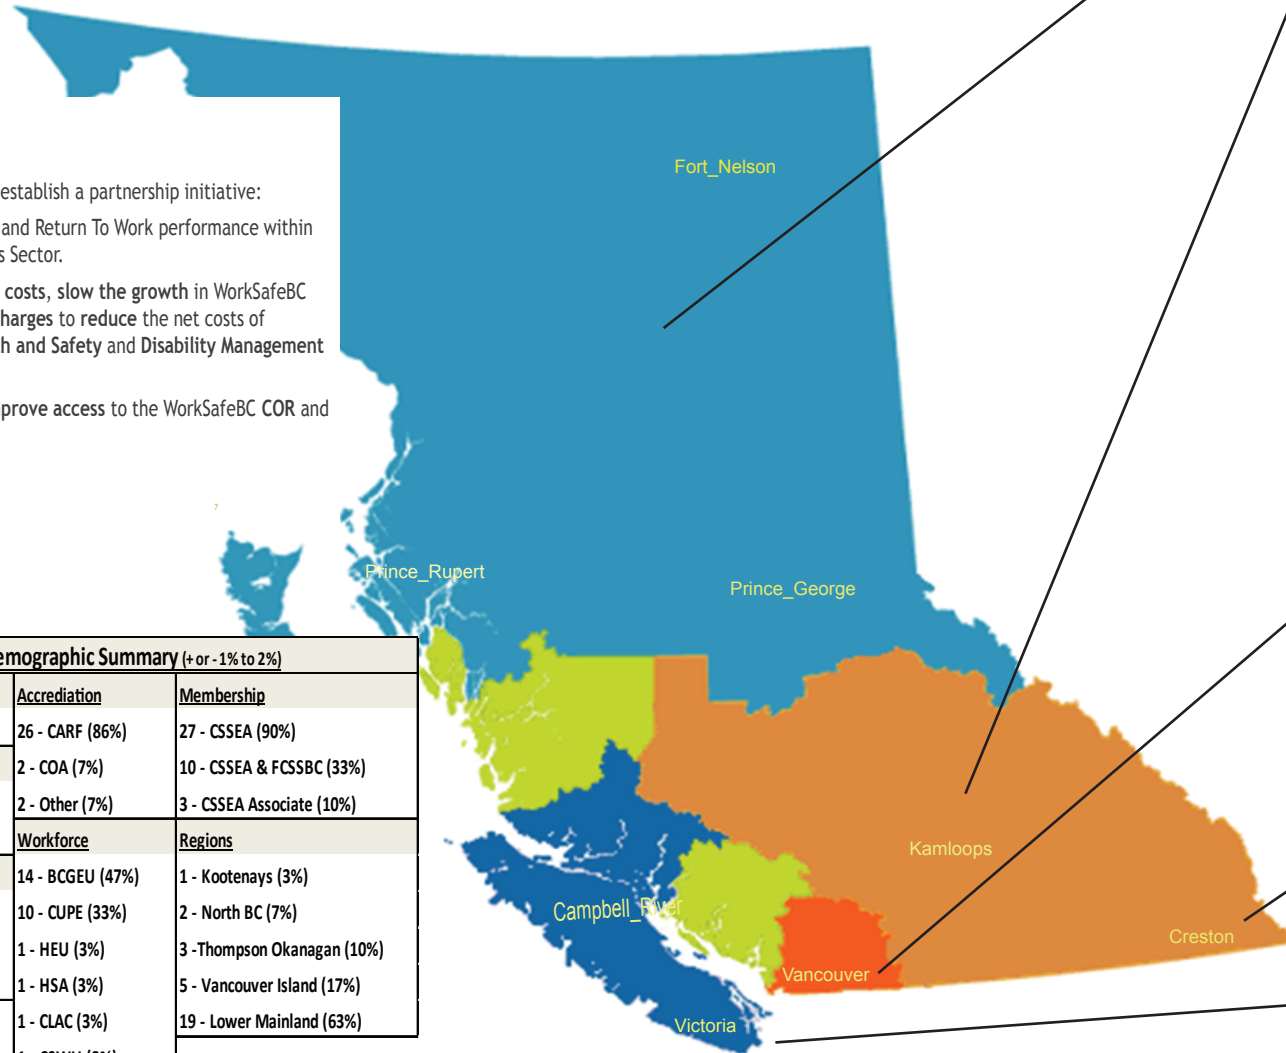 establish a partnership initiative:
and Return To Work performance within
s Sector.
costs, slow the growth in WorkSafeBC
harges to reduce the net costs of
h and Safety and Disability Management
prove access to the WorkSafeBC COR and
7
Fort_Nelson
Prince_Rupert
Prince_George
Kamloops
Campbell_River
Creston
Vancouver
Victoria
emographic Summary (+ or - 1% to 2%)
Accrediation
26 - CARF (86%)
2 - COA (7%)
2 - Other (7%)
Membership
27 - CSSEA (90%)
10 - CSSEA & FCSSBC (33%)
3 - CSSEA Associate (10%)
Workforce
14 - BCGEU (47%)
10 - CUPE (33%)
1 - HEU (3%)
1 - HSA (3%)
1 - CLAC (3%)
Regions
1 - Kootenays (3%)
2 - North BC (7%)
3 -Thompson Okanagan (10%)
5 - Vancouver Island (17%)
19 - Lower Mainland (63%)